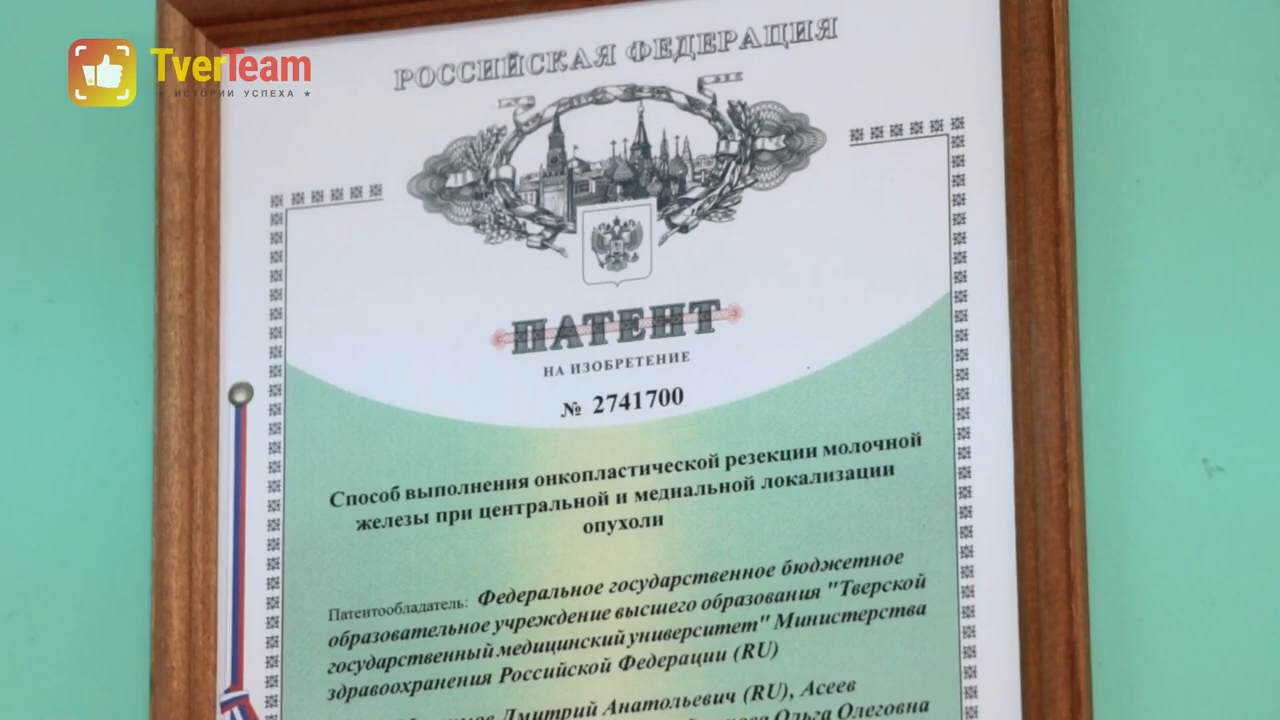 TverTeam
★ ИСТОРИИ УСПЕХА ★
РОССИЙСКАЯ ФЕДЕРАЦИЯ
ПАТЕНТ
НА ИЗОБРЕТЕНИЕ
№ 2741700
Способ выполнения онкопластической резекции молочной
железы при центральной и медиальной локализации
опухоли
Патентообладатель: Федеральное государственное бюджетное
образовательное учреждение высшего образования "Тверской
государственный медицинский университет" Министерства
здравоохранения Российской Федерации (RU)
Дмитрий Анатольевич (RU), Асеев
Ольга Олеговна